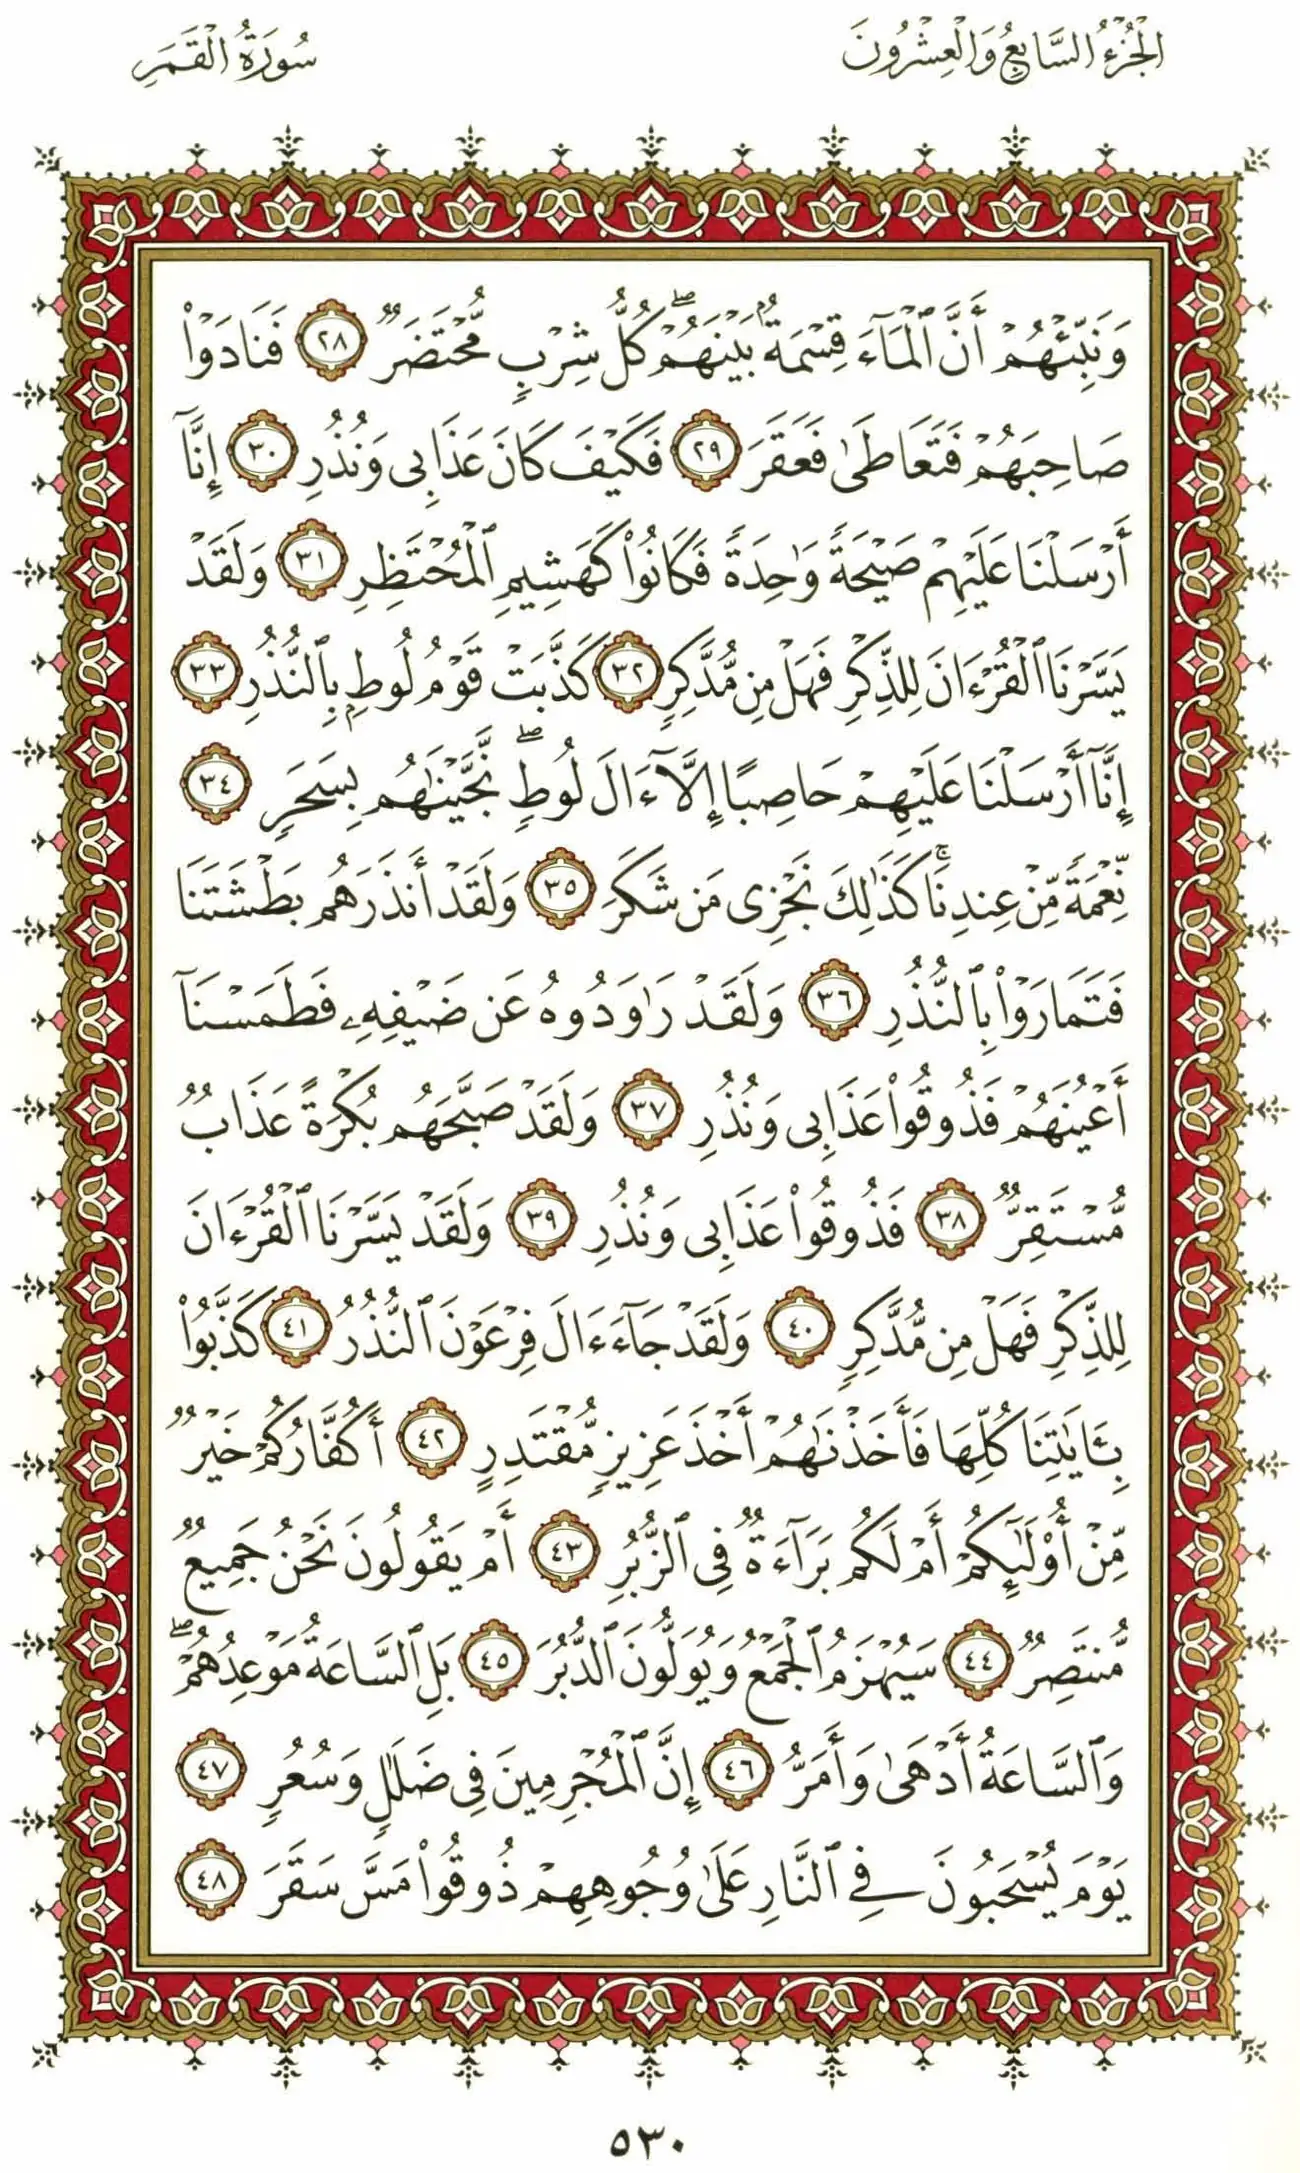 الجُزْءُ السَّابِعُ وَالْعِشْرُونَ
سُورَةُ الْقَمَرِ
وَنَبِّئْهُمْ أَنَّ ٱلْمَآءَ قِسْمَةٌۢ بَيْنَهُمْ ۖ كُلُّ شِرْبٍ مُّحْتَضَرٌ ٢٨ فَنَادَوْا۟
صَاحِبَهُمْ فَتَعَاطَىٰ فَعَقَرَ ٢٩ فَكَيْفَ كَانَ عَذَابِى وَنُذُرِ ٣٠ إِنَّآ
أَرْسَلْنَا عَلَيْهِمْ صَيْحَةً وَٰحِدَةً فَكَانُوا۟ كَهَشِيمِ ٱلْمُحْتَظِرِ ٣١ وَلَقَدْ
يَسَّرْنَا ٱلْقُرْءَانَ لِلذِّكْرِ فَهَلْ مِن مُّدَّكِرٍ ٣٢ كَذَّبَتْ قَوْمُ لُوطٍۭ بِٱلنُّذُرِ ٣٣
إِنَّآ أَرْسَلْنَا عَلَيْهِمْ حَاصِبًا إِلَّآ ءَالَ لُوطٍ ۖ نَّجَّيْنَٰهُم بِسَحَرٍ ٣٤
نِّعْمَةً مِّنْ عِندِنَا ۚ كَذَٰلِكَ نَجْزِى مَن شَكَرَ ٣٥ وَلَقَدْ أَنذَرَهُم بَطْشَتَنَا
فَتَمَارَوْا۟ بِٱلنُّذُرِ ٣٦ وَلَقَدْ رَٰوَدُوهُ عَن ضَيْفِهِۦ فَطَمَسْنَآ
أَعْيُنَهُمْ فَذُوقُوا۟ عَذَابِى وَنُذُرِ ٣٧ وَلَقَدْ صَبَّحَهُم بُكْرَةً عَذَابٌ
مُّسْتَقِرٌّ ٣٨ فَذُوقُوا۟ عَذَابِى وَنُذُرِ ٣٩ وَلَقَدْ يَسَّرْنَا ٱلْقُرْءَانَ
لِلذِّكْرِ فَهَلْ مِن مُّدَّكِرٍ ٤٠ وَلَقَدْ جَآءَ ءَالَ فِرْعَوْنَ ٱلنُّذُرُ ٤١ كَذَّبُوا۟
بِـَٔايَٰتِنَا كُلِّهَا فَأَخَذْنَٰهُمْ أَخْذَ عَزِيزٍ مُّقْتَدِرٍ ٤٢ أَكُفَّارُكُمْ خَيْرٌ
مِّنْ أُو۟لَٰٓئِكُمْ أَمْ لَكُم بَرَآءَةٌ فِى ٱلزُّبُرِ ٤٣ أَمْ يَقُولُونَ نَحْنُ جَمِيعٌ
مُّنتَصِرٌ ٤٤ سَيُهْزَمُ ٱلْجَمْعُ وَيُوَلُّونَ ٱلدُّبُرَ ٤٥ بَلِ ٱلسَّاعَةُ مَوْعِدُهُمْ ۖ
وَٱلسَّاعَةُ أَدْهَىٰ وَأَمَرُّ ٤٦ إِنَّ ٱلْمُجْرِمِينَ فِى ضَلَٰلٍ وَسُعُرٍ ٤٧
يَوْمَ يُسْحَبُونَ فِى ٱلنَّارِ عَلَىٰ وُجُوهِهِمْ ذُوقُوا۟ مَسَّ سَقَرَ ٤٨
٥٣٠